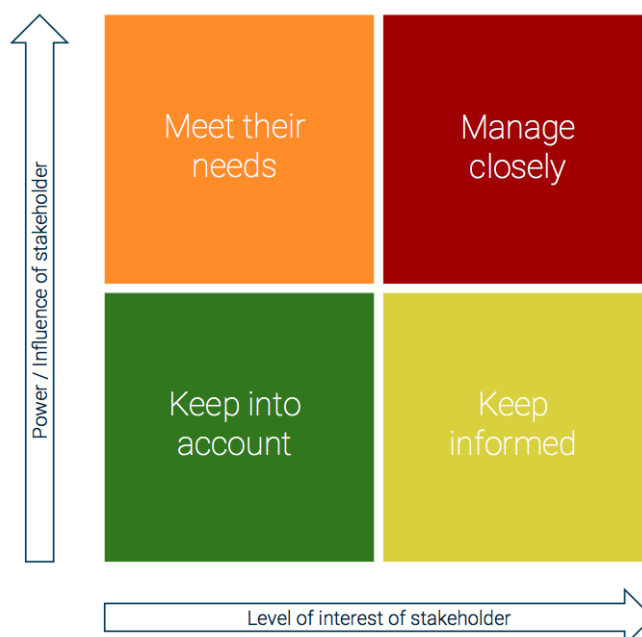 Power / Influence of stakeholder
Meet their
needs
Manage
closely
Keep into
account
Keep
informed
Level of interest of stakeholder